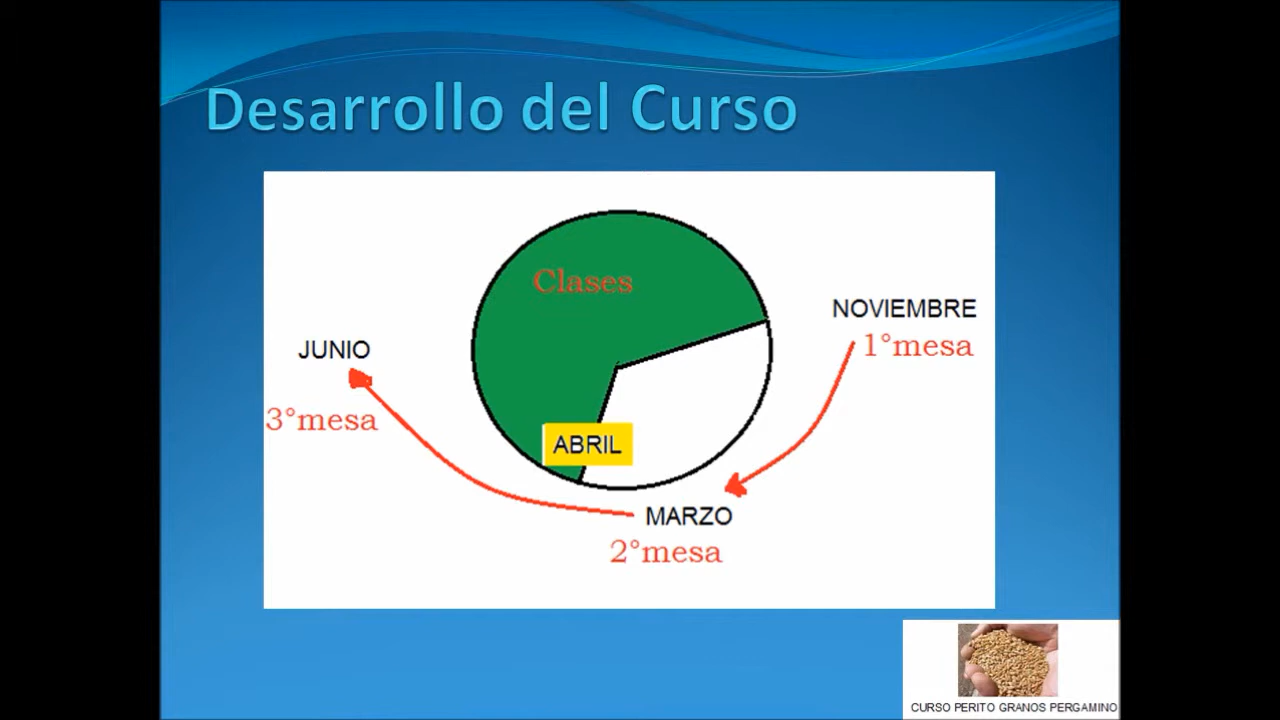 Desarrollo del Curso
Clases
NOVIEMBRE
1°mesa
JUNIO
3°mesa
ABRIL
MARZO
2°mesa
CURSO PERITO GRANOS PERGAMINO